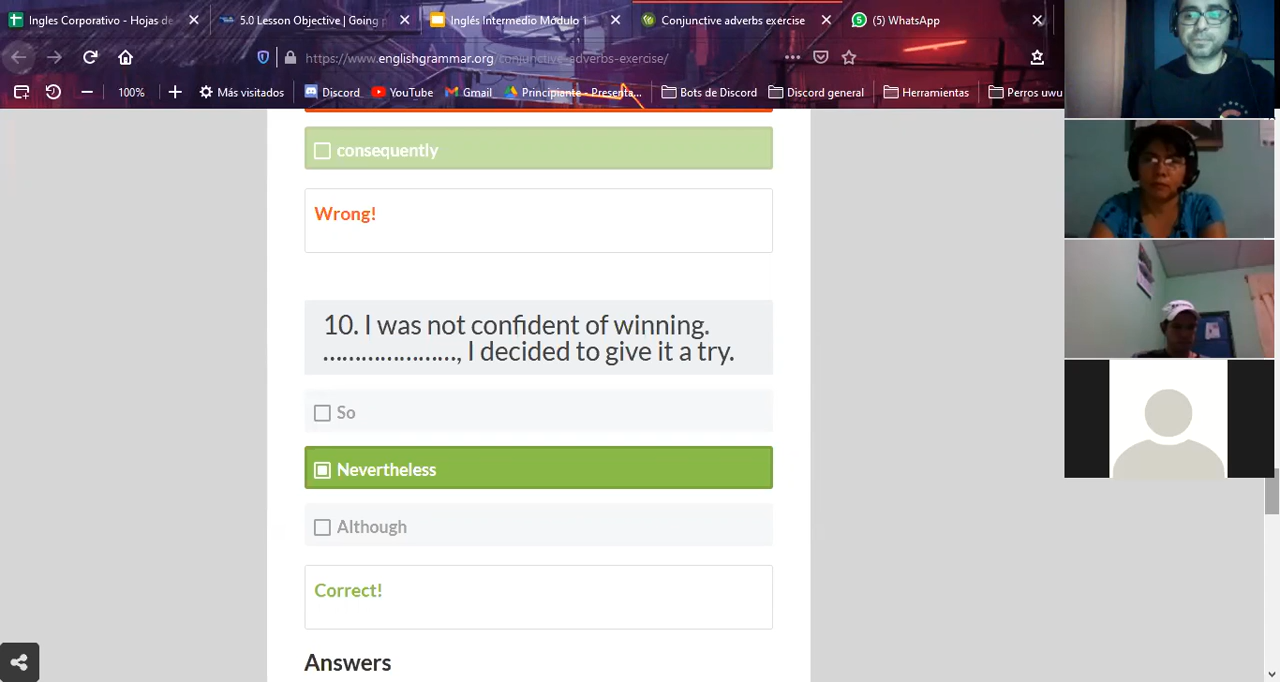 Ingles Corporativo - Hojas de
5.0 Lesson Objective | Going p
Inglés Intermedio Módulo 1 -
Conjunctive adverbs exercise
(5) WhatsApp
https://www.englishgrammar.org/conjunctive-adverbs-exercise/
100%
Más visitados
Discord
YouTube
Gmail
Principiante - Presenta...
Bots de Discord
Discord general
Herramientas
Perros uwu
consequently
Wrong!
10. I was not confident of winning.
…………………, I decided to give it a try.
So
Nevertheless
Although
Correct!
Answers